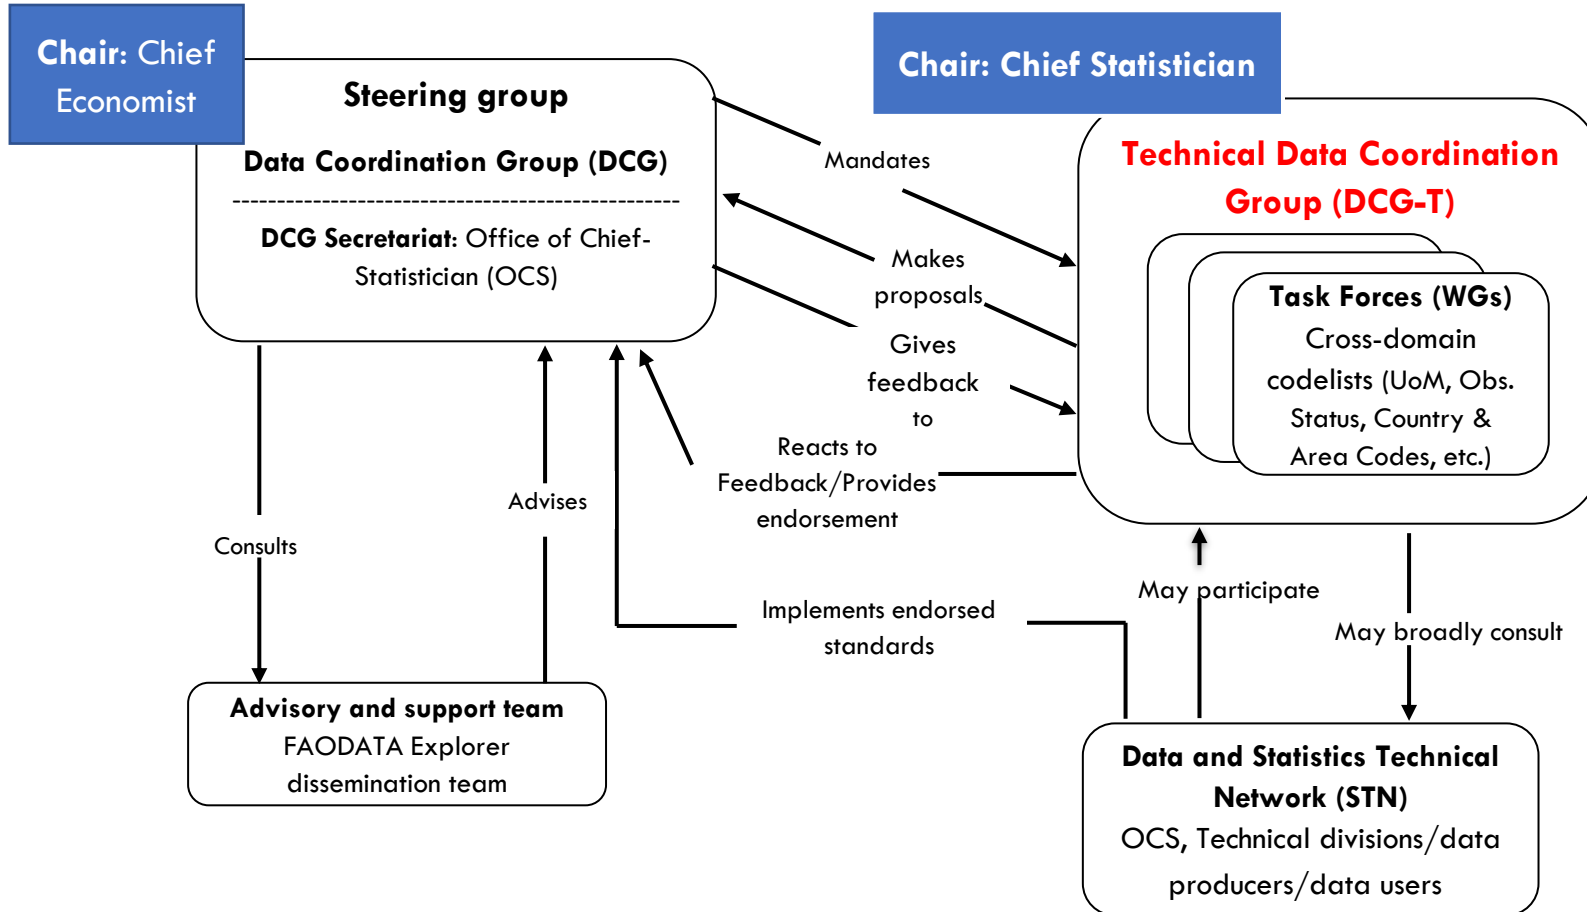 Chair: Chief
Economist
Steering group
Data Coordination Group (DCG)
DCG Secretariat: Office of Chief-
Statistician (OCS)
Chair: Chief Statistician
Technical Data Coordination
Group (DCG-T)
Task Forces (WGs)
Cross-domain
codelists (UoM, Obs.
Status, Country &
Area Codes, etc.)
Mandates
Makes
proposals
Gives
feedback
to
Reacts to
Feedback/Provides
endorsement
Advises
Consults
May participate
May broadly consult
Implements endorsed
standards
Advisory and support team
FAODATA Explorer
dissemination team
Data and Statistics Technical
Network (STN)
OCS, Technical divisions/data
producers/data users